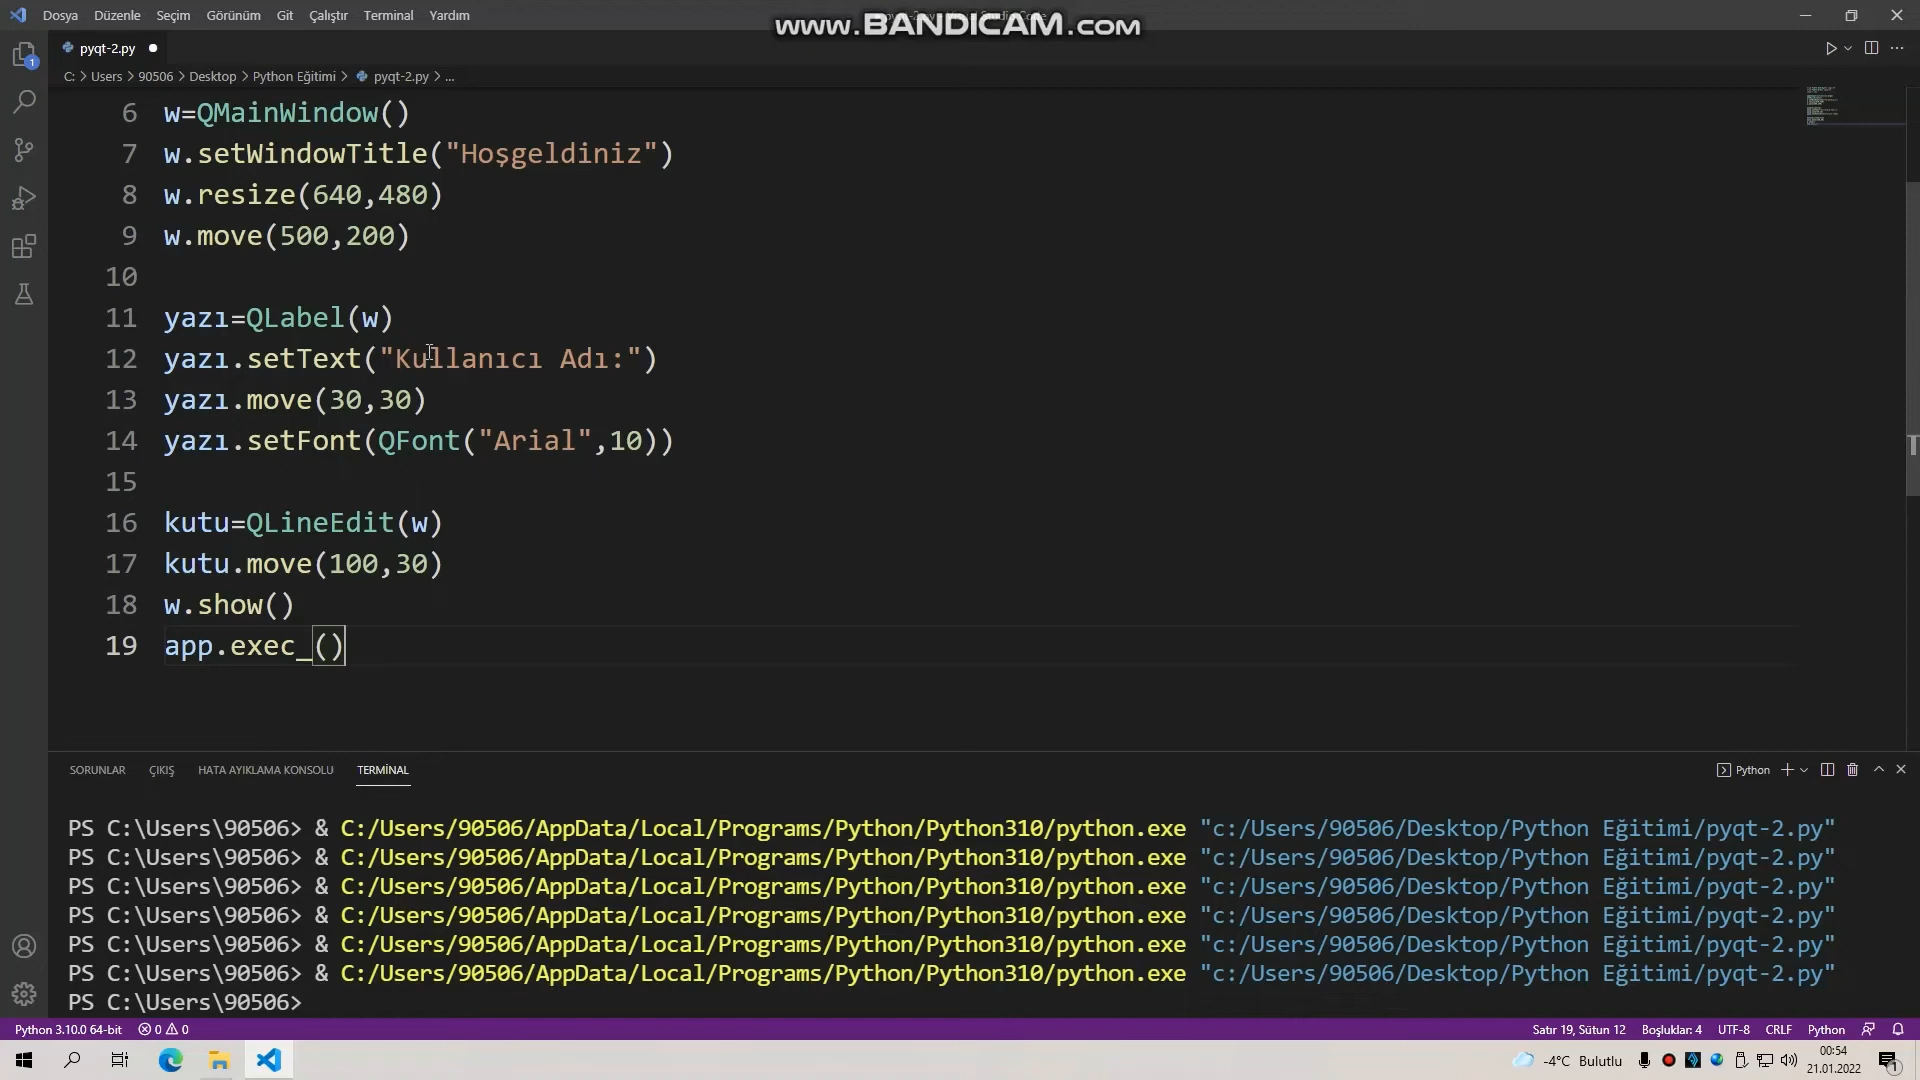 Dosya Düzenle Seçim Görünüm Git Çalıştır Terminal Yardım
www.BANDICAM.com
pyqt-2.py
1
C: > Users > 90506 > Desktop > Python Eğitimi > pyqt-2.py > ...
6 w=QMainWindow()
7 w.setWindowTitle("Hoşgeldiniz")
8 w.resize(640,480)
9 w.move(500,200)
10
11 yazı=QLabel(w)
12 yazı.setText("Kullanıcı Adı:")
13 yazı.move(30,30)
14 yazı.setFont(QFont("Arial",10))
15
16 kutu=QLineEdit(w)
17 kutu.move(100,30)
18 w.show()
19 app.exec_()
SORUNLAR ÇIKIŞ HATA AYIKLAMA KONSOLU TERMİNAL Python
PS C:\Users\90506> & C:/Users/90506/AppData/Local/Programs/Python/Python310/python.exe "c:/Users/90506/Desktop/Python Eğitimi/pyqt-2.py"
PS C:\Users\90506> & C:/Users/90506/AppData/Local/Programs/Python/Python310/python.exe "c:/Users/90506/Desktop/Python Eğitimi/pyqt-2.py"
PS C:\Users\90506> & C:/Users/90506/AppData/Local/Programs/Python/Python310/python.exe "c:/Users/90506/Desktop/Python Eğitimi/pyqt-2.py"
PS C:\Users\90506> & C:/Users/90506/AppData/Local/Programs/Python/Python310/python.exe "c:/Users/90506/Desktop/Python Eğitimi/pyqt-2.py"
PS C:\Users\90506> & C:/Users/90506/AppData/Local/Programs/Python/Python310/python.exe "c:/Users/90506/Desktop/Python Eğitimi/pyqt-2.py"
PS C:\Users\90506> & C:/Users/90506/AppData/Local/Programs/Python/Python310/python.exe "c:/Users/90506/Desktop/Python Eğitimi/pyqt-2.py"
PS C:\Users\90506>
Python 3.10.0 64-bit 0 0 Satır 19, Sütun 12 Boşluklar: 4 UTF-8 CRLF Python
-4°C Bulutlu 00:54
21.01.2022 1